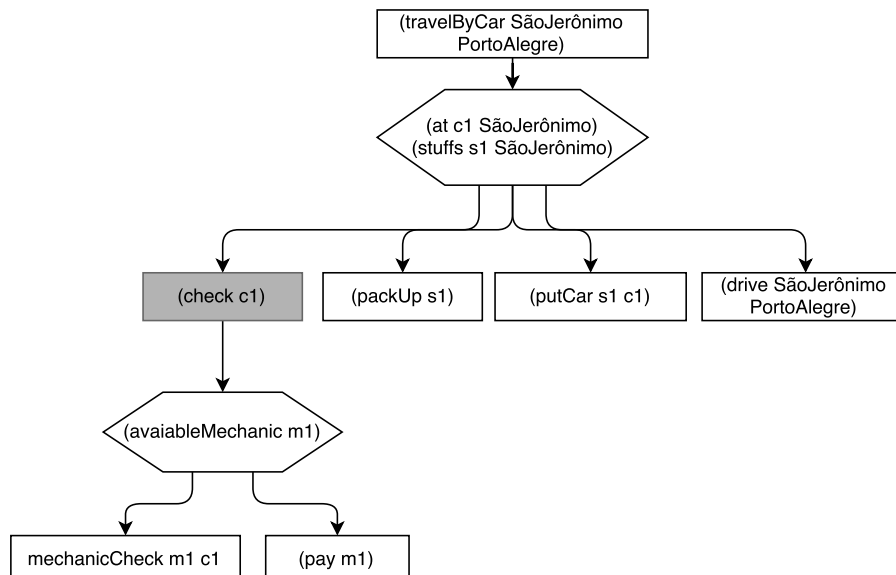 (travelByCar SãoJerônimo
PortoAlegre)
(at c1 SãoJerônimo)
(stuffs s1 SãoJerônimo)
(check c1)
(packUp s1)
(putCar s1 c1)
(drive SãoJerônimo
PortoAlegre)
(avaiableMechanic m1)
mechanicCheck m1 c1
(pay m1)